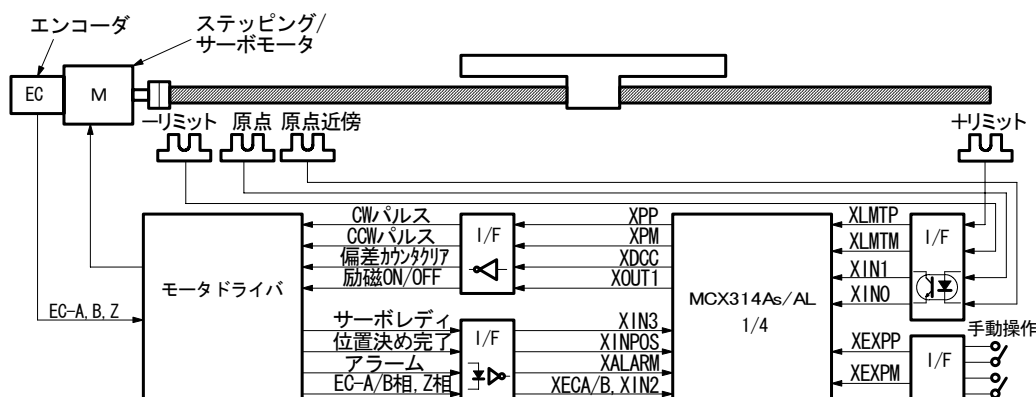 エンコーダ
ステッピング/
サーボモータ
EC
M
ーリミット
原点
原点近傍
+リミット
CWパルス
CCWパルス
偏差カウンタクリア
励磁ON/OFF
I/F
XPP
XPM
XDCC
XOUT1
XLMTP
XLMTM
XIN1
XIN0
I/F
モータドライバ
MCX314As/AL
1/4
EC-A,B,Z
サーボレディ
位置決め完了
アラーム
EC-A/B相,Z相
I/F
XIN3
XINPOS
XALARM
XECA/B,XIN2
XEXPP
XEXPM
I/F
手動操作